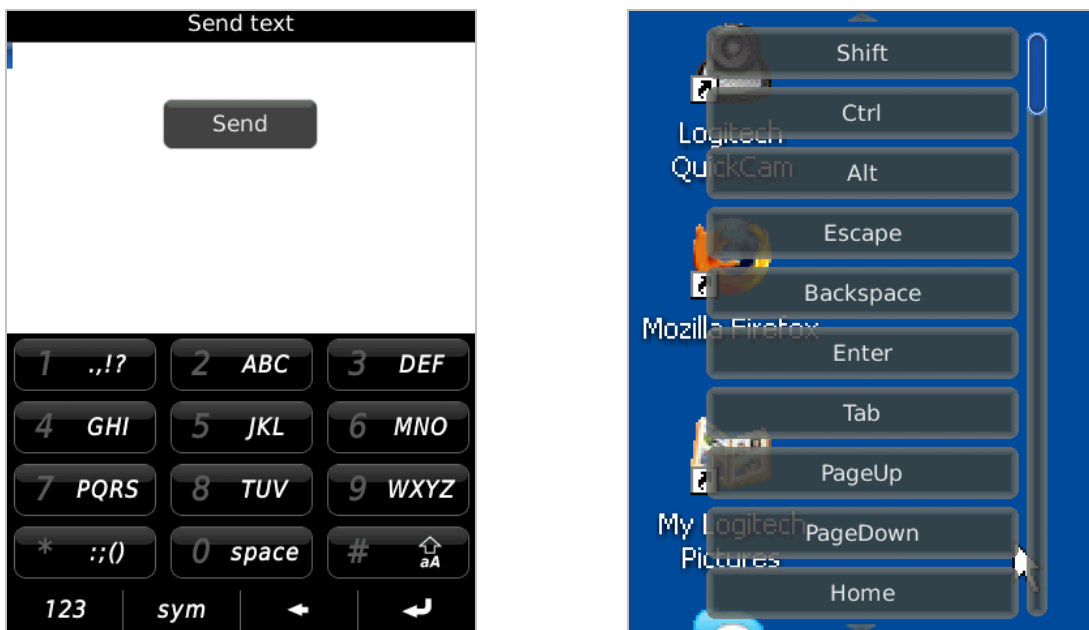 Send text
Send
1 .,!?
2 ABC
3 DEF
4 GHI
5 JKL
6 MNO
7 PQRS
8 TUV
9 WXYZ
* :;()
0 space
# aA
123
sym
Shift
Ctrl
Alt
Escape
Backspace
Enter
Tab
PageUp
PageDown
Home
Logitech
QuickCam
Mozilla Firefox
My Logitech
Pictures